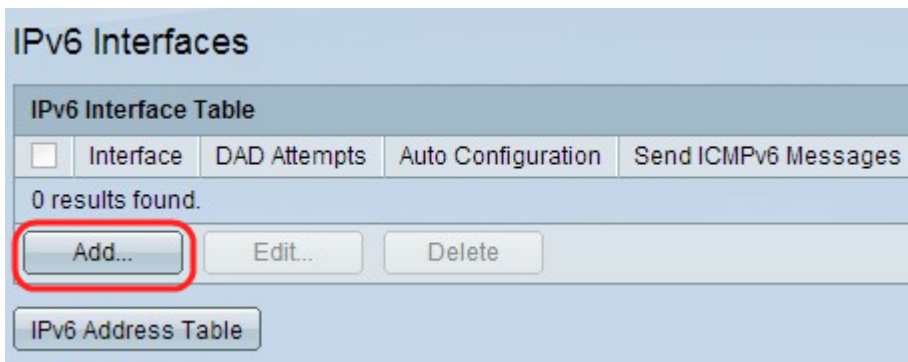 IPv6 Interfaces
IPv6 Interface Table
Interface DAD Attempts Auto Configuration Send ICMPv6 Messages
0 results found.
Add... Edit... Delete
IPv6 Address Table